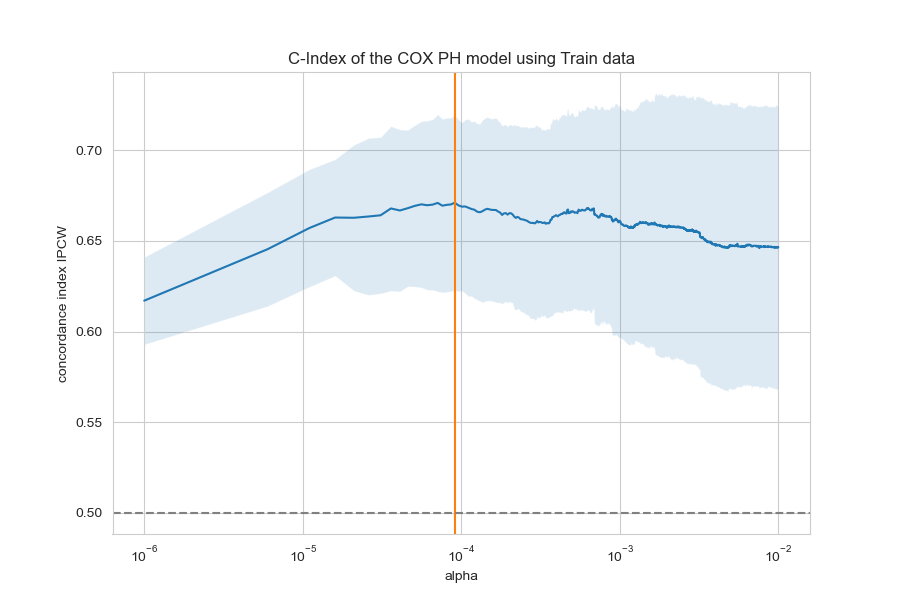 C-Index of the COX PH model using Train data
concordance index IPCW
0.70
0.65
0.60
0.55
0.50
10⁻⁶ 10⁻⁵ 10⁻⁴ 10⁻³ 10⁻²
alpha